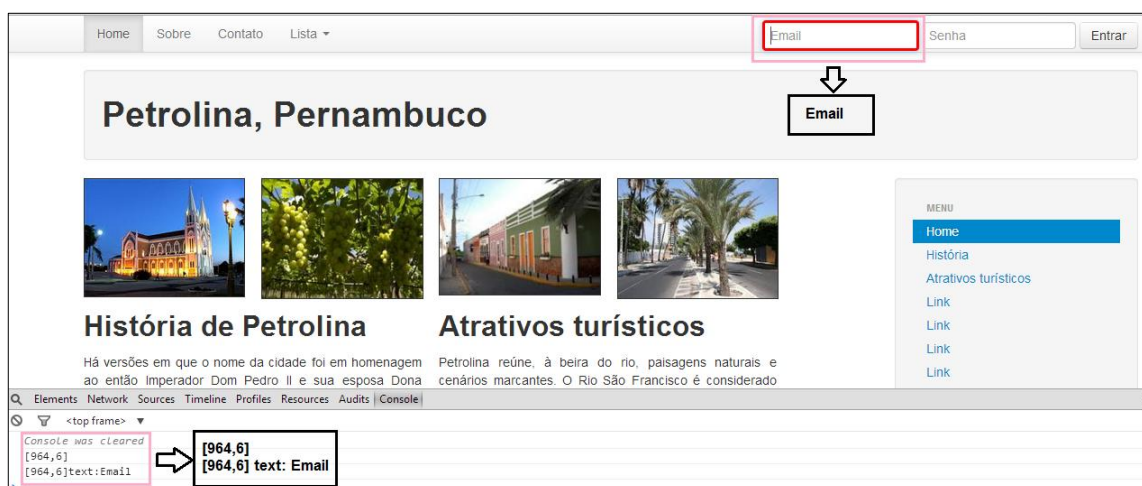 Home Sobre Contato Lista Email Senha Entrar
Email
Petrolina, Pernambuco
MENU
Home
História
Atrativos turísticos
Link
Link
Link
Link
História de Petrolina
Há versões em que o nome da cidade foi em homenagem
ao então Imperador Dom Pedro II e sua esposa Dona
Atrativos turísticos
Petrolina reúne, à beira do rio, paisagens naturais e
cenários marcantes. O Rio São Francisco é considerado
Elements Network Sources Timeline Profiles Resources Audits Console
<top frame>
Console was cleared
[964,6]
[964,6]text:Email
[964,6]
[964,6] text: Email